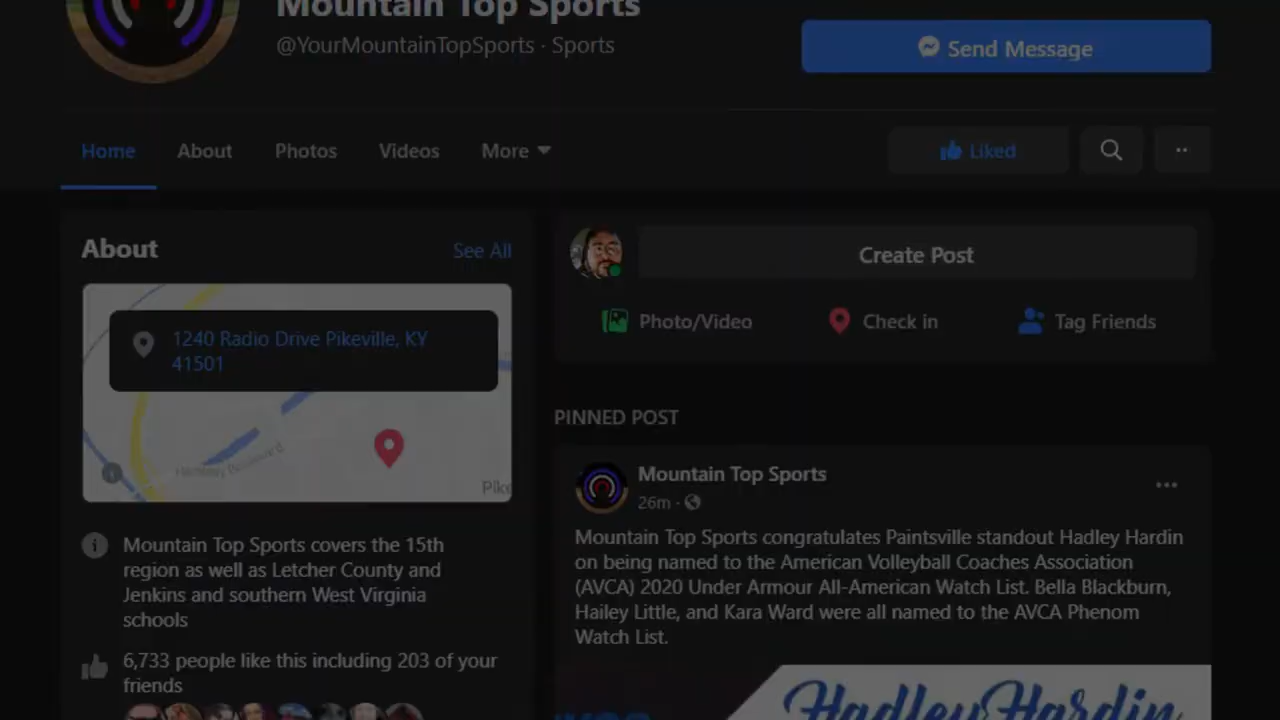 Mountain Top Sports
@YourMountainTopSports · Sports
Send Message
Home
About
Photos
Videos
More
Liked
About
See All
Create Post
1240 Radio Drive Pikeville, KY
41501
Photo/Video
Check in
Tag Friends
PINNED POST
Mountain Top Sports
26m ·
Mountain Top Sports congratulates Paintsville standout Hadley Hardin
on being named to the American Volleyball Coaches Association
(AVCA) 2020 Under Armour All-American Watch List. Bella Blackburn,
Hailey Little, and Kara Ward were all named to the AVCA Phenom
Watch List.
Mountain Top Sports covers the 15th
region as well as Letcher County and
Jenkins and southern West Virginia
schools
6,733 people like this including 203 of your
friends
Hadley Hardin